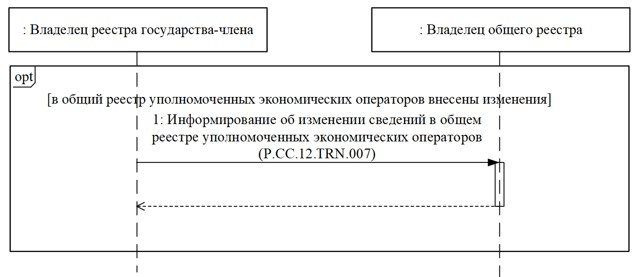 : Владелец реестра государства-члена
: Владелец общего реестра
opt
[в общий реестр уполномоченных экономических операторов внесены изменения]
1: Информирование об изменении сведений в общем
реестре уполномоченных экономических операторов
(P.CC.12.TRN.007)